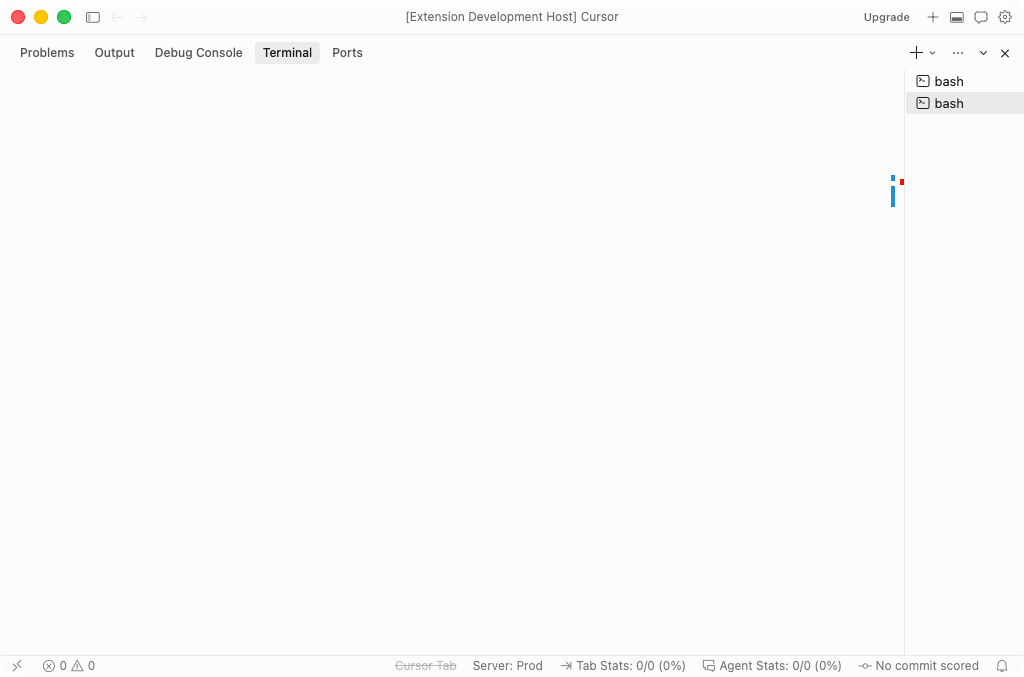 [Extension Development Host] Cursor
Upgrade
Problems Output Debug Console Terminal Ports
bash
bash
0 0 Cursor Tab Server: Prod Tab Stats: 0/0 (0%) Agent Stats: 0/0 (0%) No commit scored